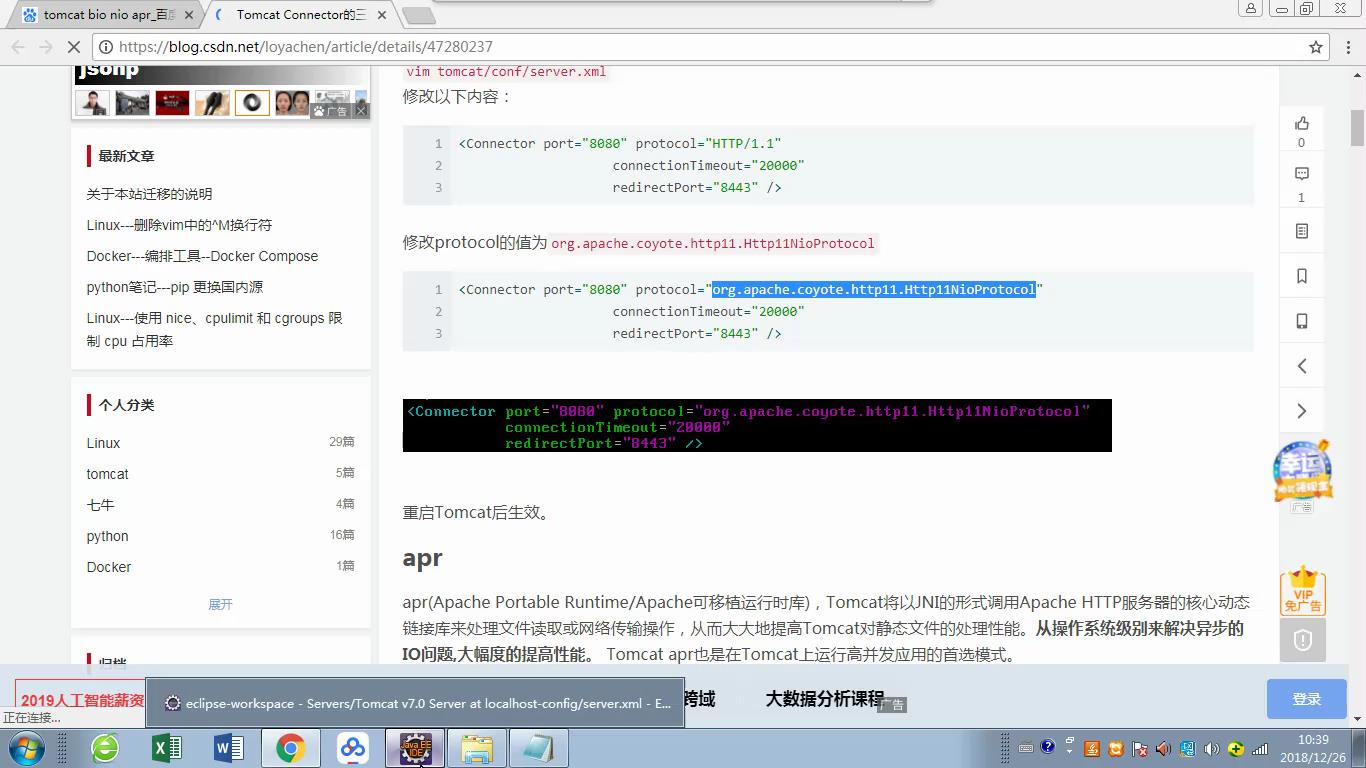 tomcat bio nio apr_百度
Tomcat Connector的三
https://blog.csdn.net/loyachen/article/details/47280237
jsonp
广告
最新文章
关于本站迁移的说明
Linux---删除vim中的^M换行符
Docker---编排工具--Docker Compose
python笔记---pip 更换国内源
Linux---使用 nice、cpulimit 和 cgroups 限
制 cpu 占用率
个人分类
Linux 29篇
tomcat 5篇
七牛 4篇
python 16篇
Docker 1篇
展开
归档
vim tomcat/conf/server.xml
修改以下内容：
1 <Connector port="8080" protocol="HTTP/1.1"
2 connectionTimeout="20000"
3 redirectPort="8443" />
修改protocol的值为 org.apache.coyote.http11.Http11NioProtocol
1 <Connector port="8080" protocol="org.apache.coyote.http11.Http11NioProtocol"
2 connectionTimeout="20000"
3 redirectPort="8443" />
<Connector port="8080" protocol="org.apache.coyote.http11.Http11NioProtocol"
connectionTimeout="20000"
redirectPort="8443" />
重启Tomcat后生效。
apr
apr(Apache Portable Runtime/Apache可移植运行时库)，Tomcat将以JNI的形式调用Apache HTTP服务器的核心动态
链接库来处理文件读取或网络传输操作，从而大大地提高Tomcat对静态文件的处理性能。从操作系统级别来解决异步的
IO问题,大幅度的提高性能。 Tomcat apr也是在Tomcat上运行高并发应用的首选模式。
0
1
幸运
广告
VIP
免广告
2019人工智能薪资
跨域
大数据分析课程
广告
登录
正在连接...
eclipse-workspace - Servers/Tomcat v7.0 Server at localhost-config/server.xml - E...
Java EE
IDE
10:39
2018/12/26